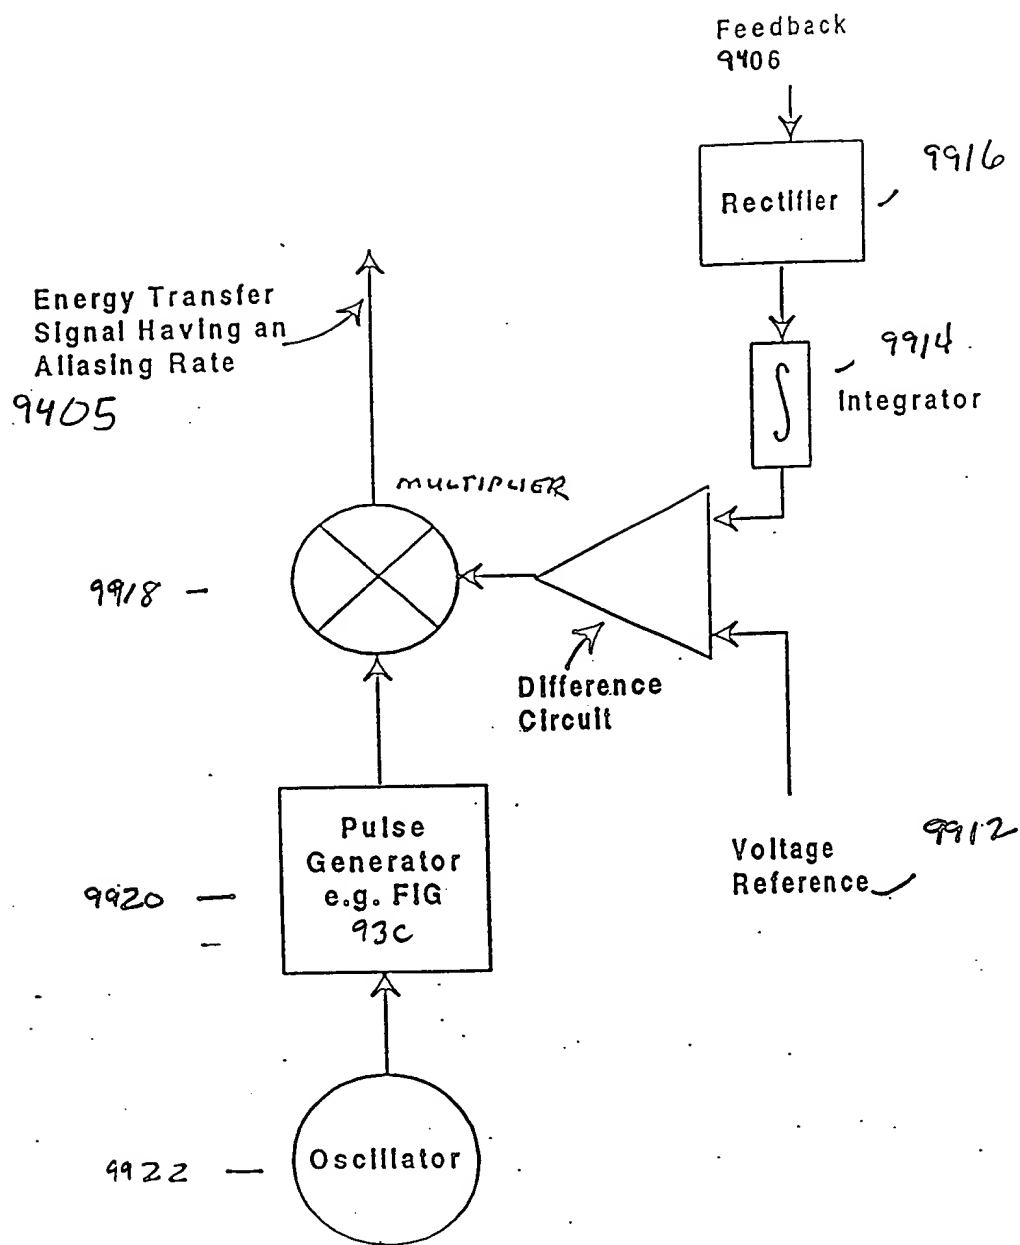 Feedback
9406
Rectifier
9916
9914
Integrator
∫
Energy Transfer
Signal Having an
Aliasing Rate
9405
MULTIPLIER
9918
Difference
Circuit
Voltage
Reference
9912
Pulse
Generator
e.g. FIG
93C
9920
Oscillator
9922